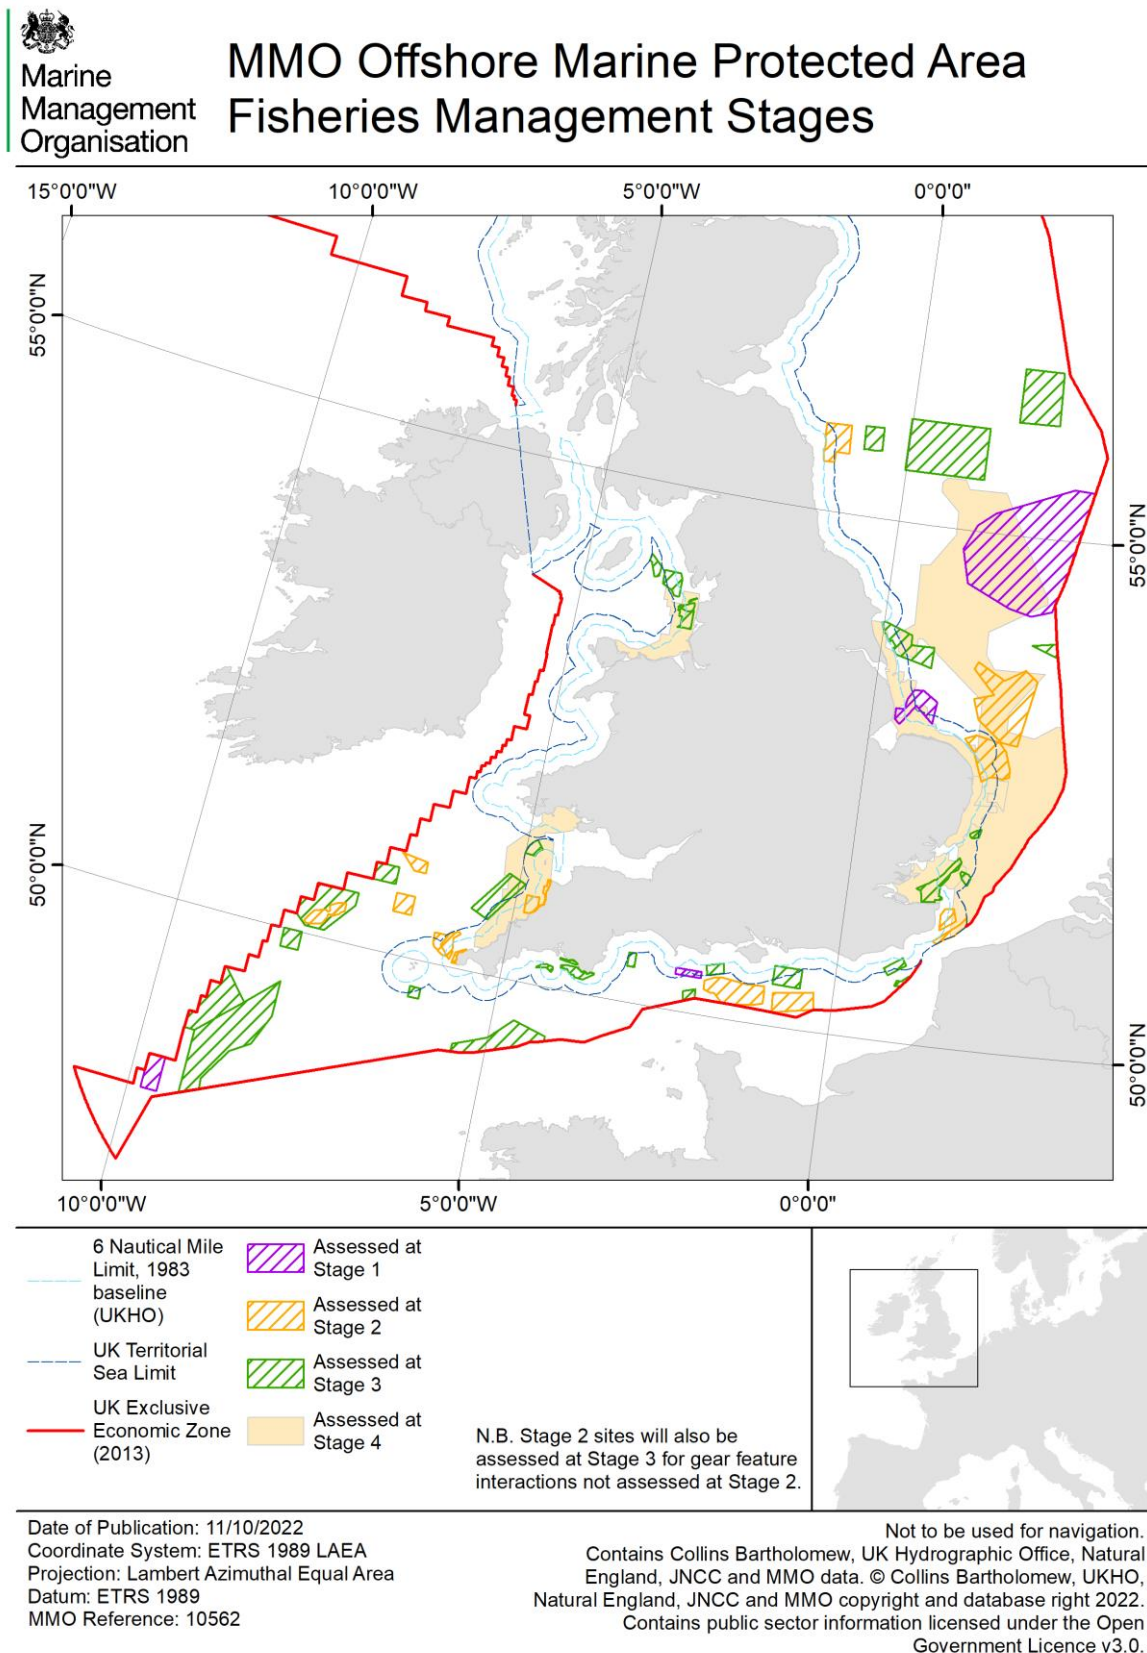 Marine
Management
Organisation
MMO Offshore Marine Protected Area
Fisheries Management Stages
15°0'0"W
10°0'0"W
5°0'0"W
0°0'0"
55°0'0"N
55°0'0"N
50°0'0"N
50°0'0"N
10°0'0"W
5°0'0"W
0°0'0"
6 Nautical Mile
Limit, 1983
baseline
(UKHO)
UK Territorial
Sea Limit
UK Exclusive
Economic Zone
(2013)
Assessed at
Stage 1
Assessed at
Stage 2
Assessed at
Stage 3
Assessed at
Stage 4
N.B. Stage 2 sites will also be
assessed at Stage 3 for gear feature
interactions not assessed at Stage 2.
Date of Publication: 11/10/2022
Coordinate System: ETRS 1989 LAEA
Projection: Lambert Azimuthal Equal Area
Datum: ETRS 1989
MMO Reference: 10562
Not to be used for navigation.
Contains Collins Bartholomew, UK Hydrographic Office, Natural
England, JNCC and MMO data. © Collins Bartholomew, UKHO,
Natural England, JNCC and MMO copyright and database right 2022.
Contains public sector information licensed under the Open
Government Licence v3.0.